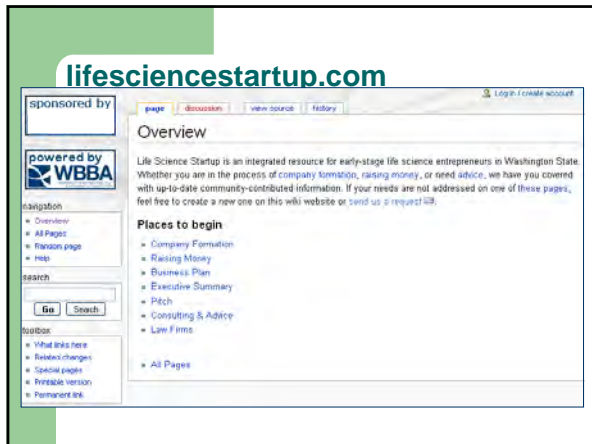 lifesciencestartup.com
Log in / create account
sponsored by
page discussion view source history
Overview
powered by
WBBA
Life Science Startup is an integrated resource for early-stage life science entrepreneurs in Washington State.
Whether you are in the process of company formation, raising money, or need advice, we have you covered
with up-to-date community-contributed information. If your needs are not addressed on one of these pages,
feel free to create a new one on this wiki website or send us a request
navigation
Overview
All Pages
Random page
Help
Places to begin
Company Formation
Raising Money
Business Plan
Executive Summary
Pitch
Consulting & Advice
Law Firms
All Pages
search
Go Search
toolbox
What links here
Related changes
Special pages
Printable version
Permanent link